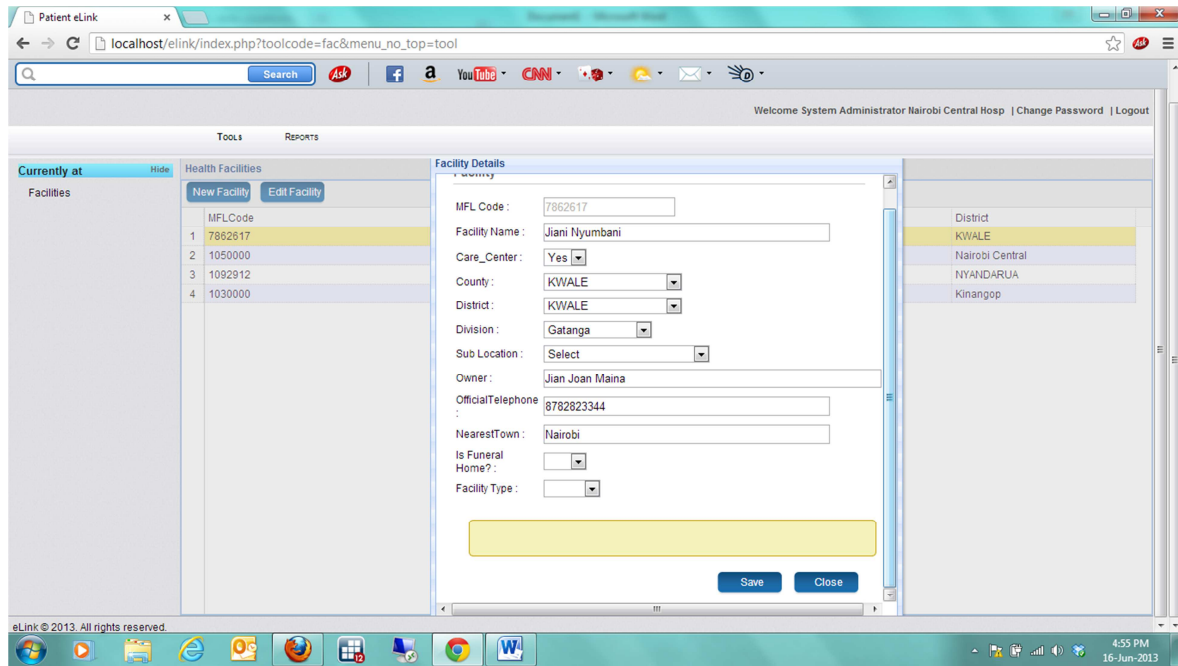 Patient eLink
localhost/elink/index.php?toolcode=fac&menu_no_top=tool
Search Ask f a YouTube CNN
Welcome System Administrator Nairobi Central Hosp | Change Password | Logout
Tools Reports
Currently at Hide
Facilities
Health Facilities
New Facility Edit Facility
MFLCode District
1 7862617 KWALE
2 1050000 Nairobi Central
3 1092912 NYANDARUA
4 1030000 Kinangop
Facility Details
Facility
MFL Code : 7862617
Facility Name : Jiani Nyumbani
Care_Center : Yes
County : KWALE
District : KWALE
Division : Gatanga
Sub Location : Select
Owner : Jian Joan Maina
OfficialTelephone
: 8782823344
NearestTown : Nairobi
Is Funeral
Home? :
Facility Type :
Save Close
eLink © 2013. All rights reserved.
4:55 PM
16-Jun-2013